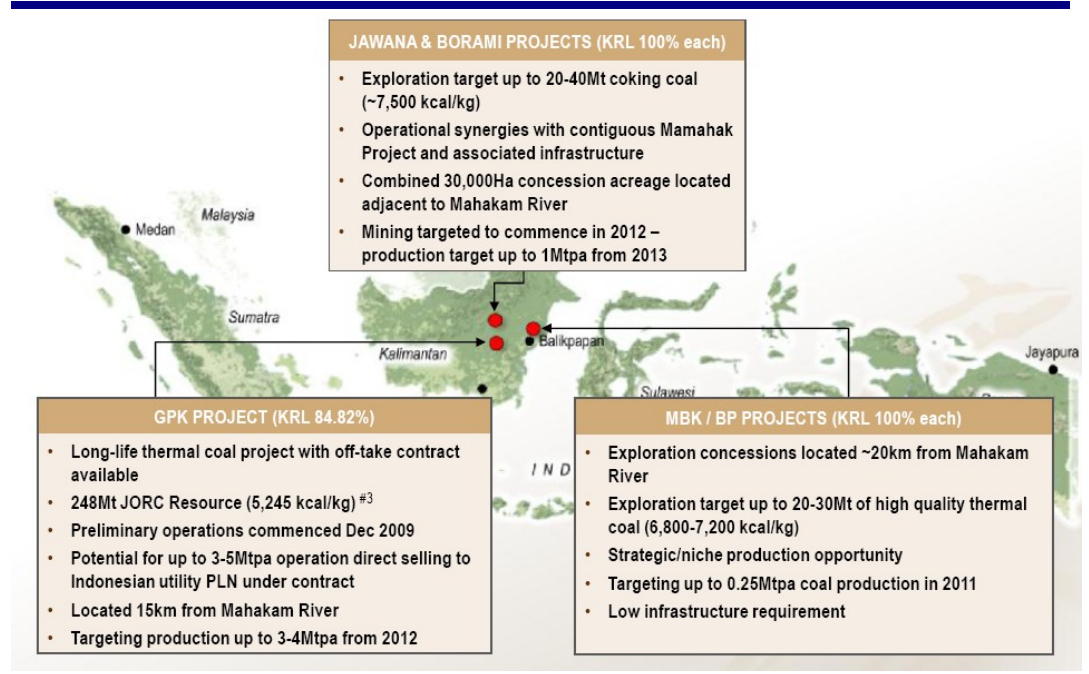 JAWANA & BORAMI PROJECTS (KRL 100% each)
• Exploration target up to 20-40Mt coking coal
(~7,500 kcal/kg)
• Operational synergies with contiguous Mamahak
Project and associated infrastructure
• Combined 30,000Ha concession acreage located
adjacent to Mahakam River
• Mining targeted to commence in 2012 –
production target up to 1Mtpa from 2013
Malaysia
Medan
Sumatra
Kalimantan
Balikpapan
Jayapura
Sulawesi
IND
GPK PROJECT (KRL 84.82%)
• Long-life thermal coal project with off-take contract
available
• 248Mt JORC Resource (5,245 kcal/kg) #3
• Preliminary operations commenced Dec 2009
• Potential for up to 3-5Mtpa operation direct selling to
Indonesian utility PLN under contract
• Located 15km from Mahakam River
• Targeting production up to 3-4Mtpa from 2012
MBK / BP PROJECTS (KRL 100% each)
• Exploration concessions located ~20km from Mahakam
River
• Exploration target up to 20-30Mt of high quality thermal
coal (6,800-7,200 kcal/kg)
• Strategic/niche production opportunity
• Targeting up to 0.25Mtpa coal production in 2011
• Low infrastructure requirement